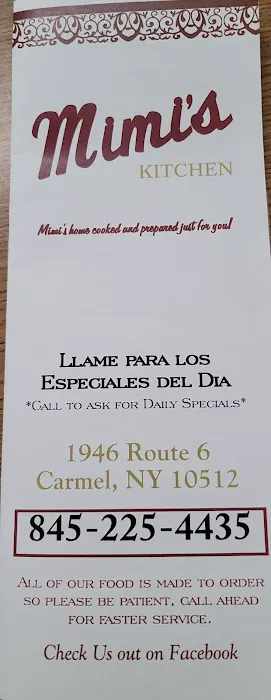 Mimi's
KITCHEN
Mimi's home cooked and prepared just for you!
LLAME PARA LOS
ESPECIALES DEL DIA
*CALL TO ASK FOR DAILY SPECIALS*
1946 Route 6
Carmel, NY 10512
845-225-4435
ALL OF OUR FOOD IS MADE TO ORDER
SO PLEASE BE PATIENT, CALL AHEAD
FOR FASTER SERVICE.
Check Us out on Facebook